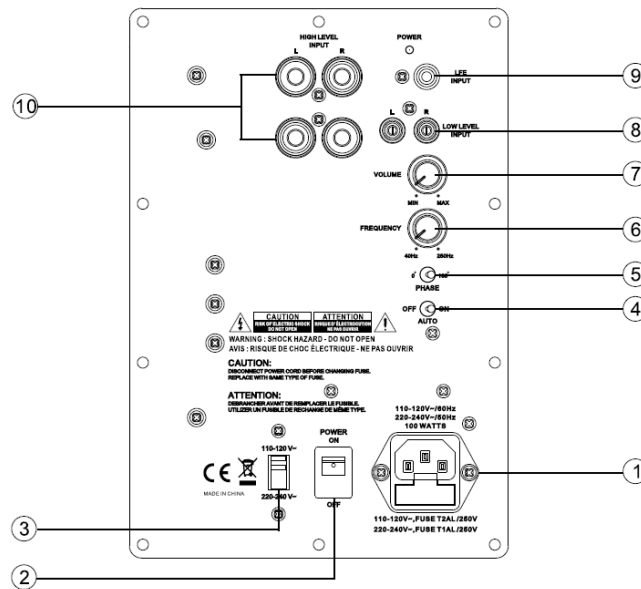 HIGH LEVEL
INPUT
L R
POWER
LFE
INPUT
9
10
L R
LOW LEVEL
INPUT
8
VOLUME
7
MIN MAX
FREQUENCY
6
40Hz 250Hz
0° 180°
5
PHASE
OFF ON
4
AUTO
CAUTION
RISK OF ELECTRIC SHOCK
DO NOT OPEN
ATTENTION
RISQUE D'ÉLECTROCUTION
NE PAS OUVRIR
WARNING : SHOCK HAZARD - DO NOT OPEN
AVIS : RISQUE DE CHOC ÉLECTRIQUE - NE PAS OUVRIR
CAUTION:
DISCONNECT POWER CORD BEFORE CHANGING FUSE.
REPLACE WITH SAME TYPE OF FUSE.
ATTENTION:
DEBRANCHER AVANT DE REMPLACER LE FUSIBLE.
UTILIZER UN FUSIBLE DE RECHANGE DE MÊME TYPE.
110-120V~/60Hz
220-240V~/50Hz
100 WATTS
POWER
ON
110-120 V~
CE
MADE IN CHINA
1
220-240 V~
OFF
3
110-120V~,FUSE T2AL/250V
220-240V~,FUSE T1AL/250V
2